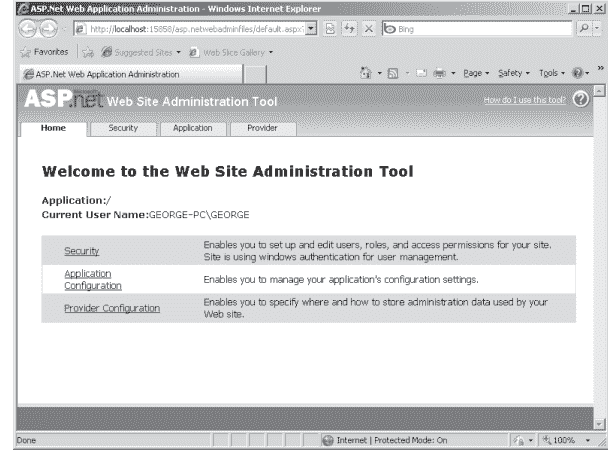 ASP.Net Web Application Administration - Windows Internet Explorer
http://localhost:15858/asp.netwebadminfiles/default.aspx?
Bing
Favorites Suggested Sites Web Slice Gallery
ASP.Net Web Application Administration
Page Safety Tools
ASP.net Web Site Administration Tool
How do I use this tool? ?
Home Security Application Provider
Welcome to the Web Site Administration Tool
Application:/
Current User Name:GEORGE-PC\GEORGE
Security
Enables you to set up and edit users, roles, and access permissions for your site.
Site is using windows authentication for user management.
Application
Configuration
Enables you to manage your application's configuration settings.
Provider Configuration
Enables you to specify where and how to store administration data used by your
Web site.
Done Internet | Protected Mode: On 100%